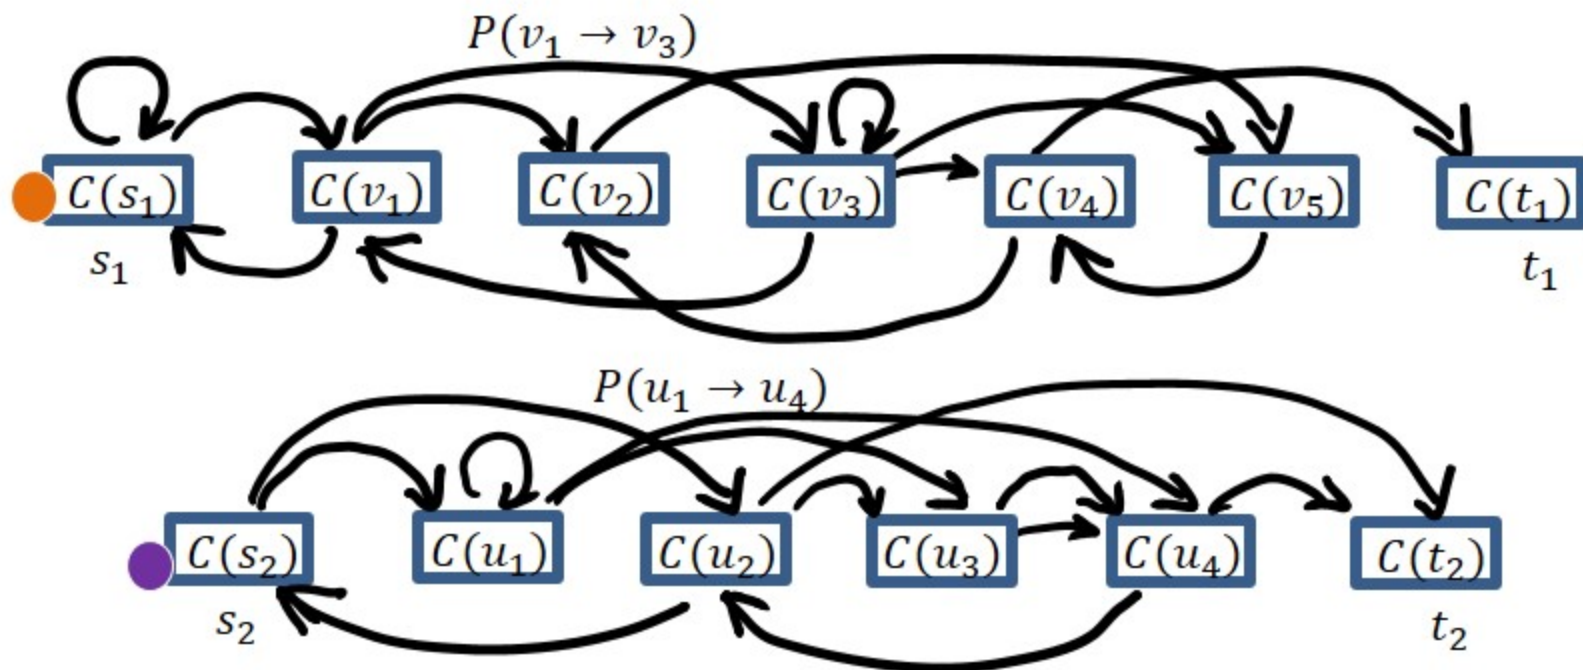 P(v₁ → v₃)
C(s₁) C(v₁) C(v₂) C(v₃) C(v₄) C(v₅) C(t₁)
s₁ t₁
P(u₁ → u₄)
C(s₂) C(u₁) C(u₂) C(u₃) C(u₄) C(t₂)
s₂ t₂